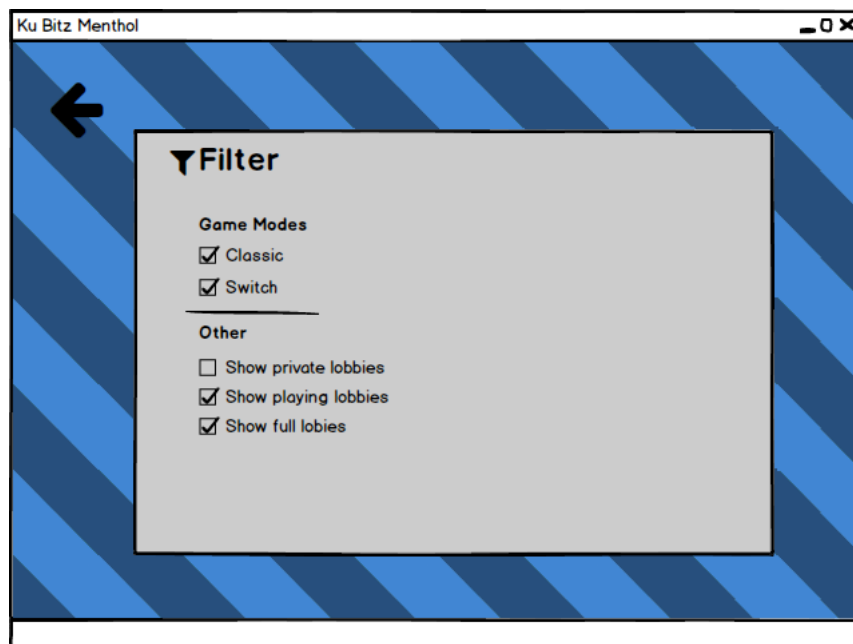 Ku Bitz Menthol
Filter
Game Modes
Classic
Switch
Other
Show private lobbies
Show playing lobbies
Show full lobies